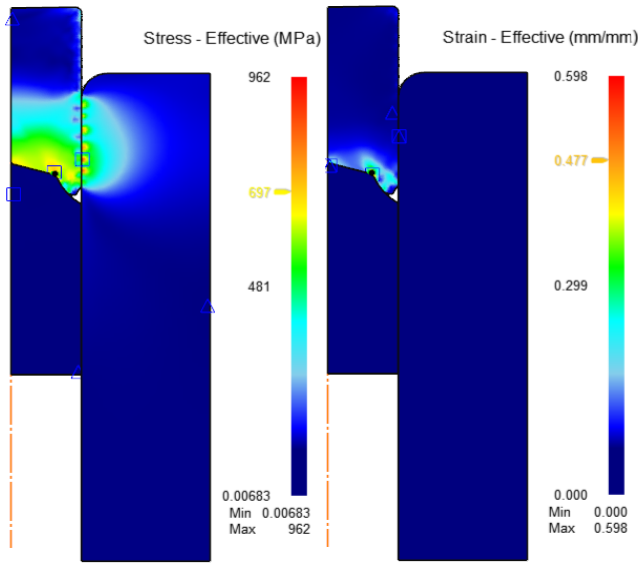 Stress - Effective (MPa)
962
697
481
0.00683
Min 0.00683
Max 962
Strain - Effective (mm/mm)
0.598
0.477
0.299
0.000
Min 0.000
Max 0.598